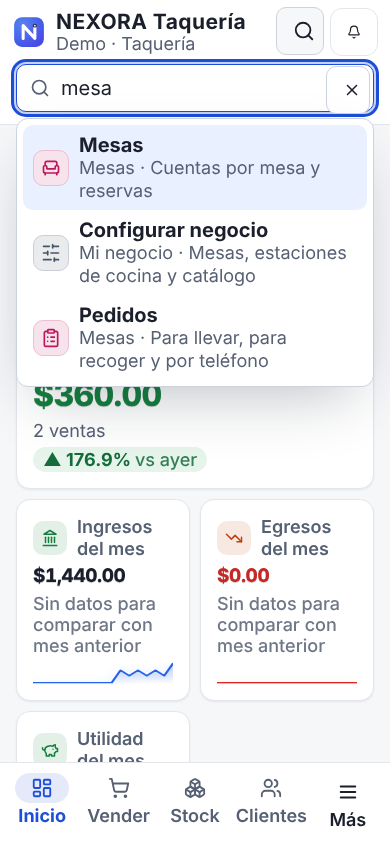 N
NEXORA Taquería
Demo · Taquería
mesa
Mesas
Mesas · Cuentas por mesa y
reservas
Configurar negocio
Mi negocio · Mesas, estaciones
de cocina y catálogo
Pedidos
Mesas · Para llevar, para
recoger y por teléfono
$360.00
2 ventas
▲ 176.9% vs ayer
Ingresos
del mes
$1,440.00
Sin datos para
comparar con
mes anterior
Egresos
del mes
$0.00
Sin datos para
comparar con
mes anterior
Utilidad
del mes
Inicio
Vender
Stock
Clientes
Más